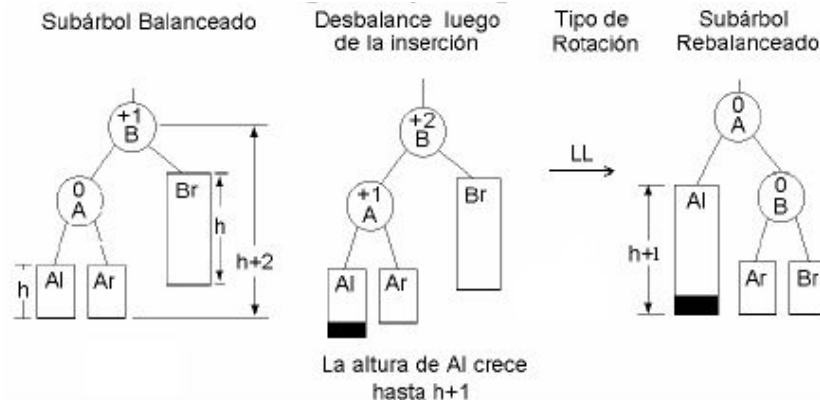 Subárbol Balanceado
Desbalance luego
de la inserción
Tipo de
Rotación
Subárbol
Rebalanceado
+1
B
0
A
Br
Al
Ar
h
h
h+2
+2
B
+1
A
Br
Al
Ar
La altura de Al crece
hasta h+1
LL
0
A
Al
0
B
h+1
Ar
Br